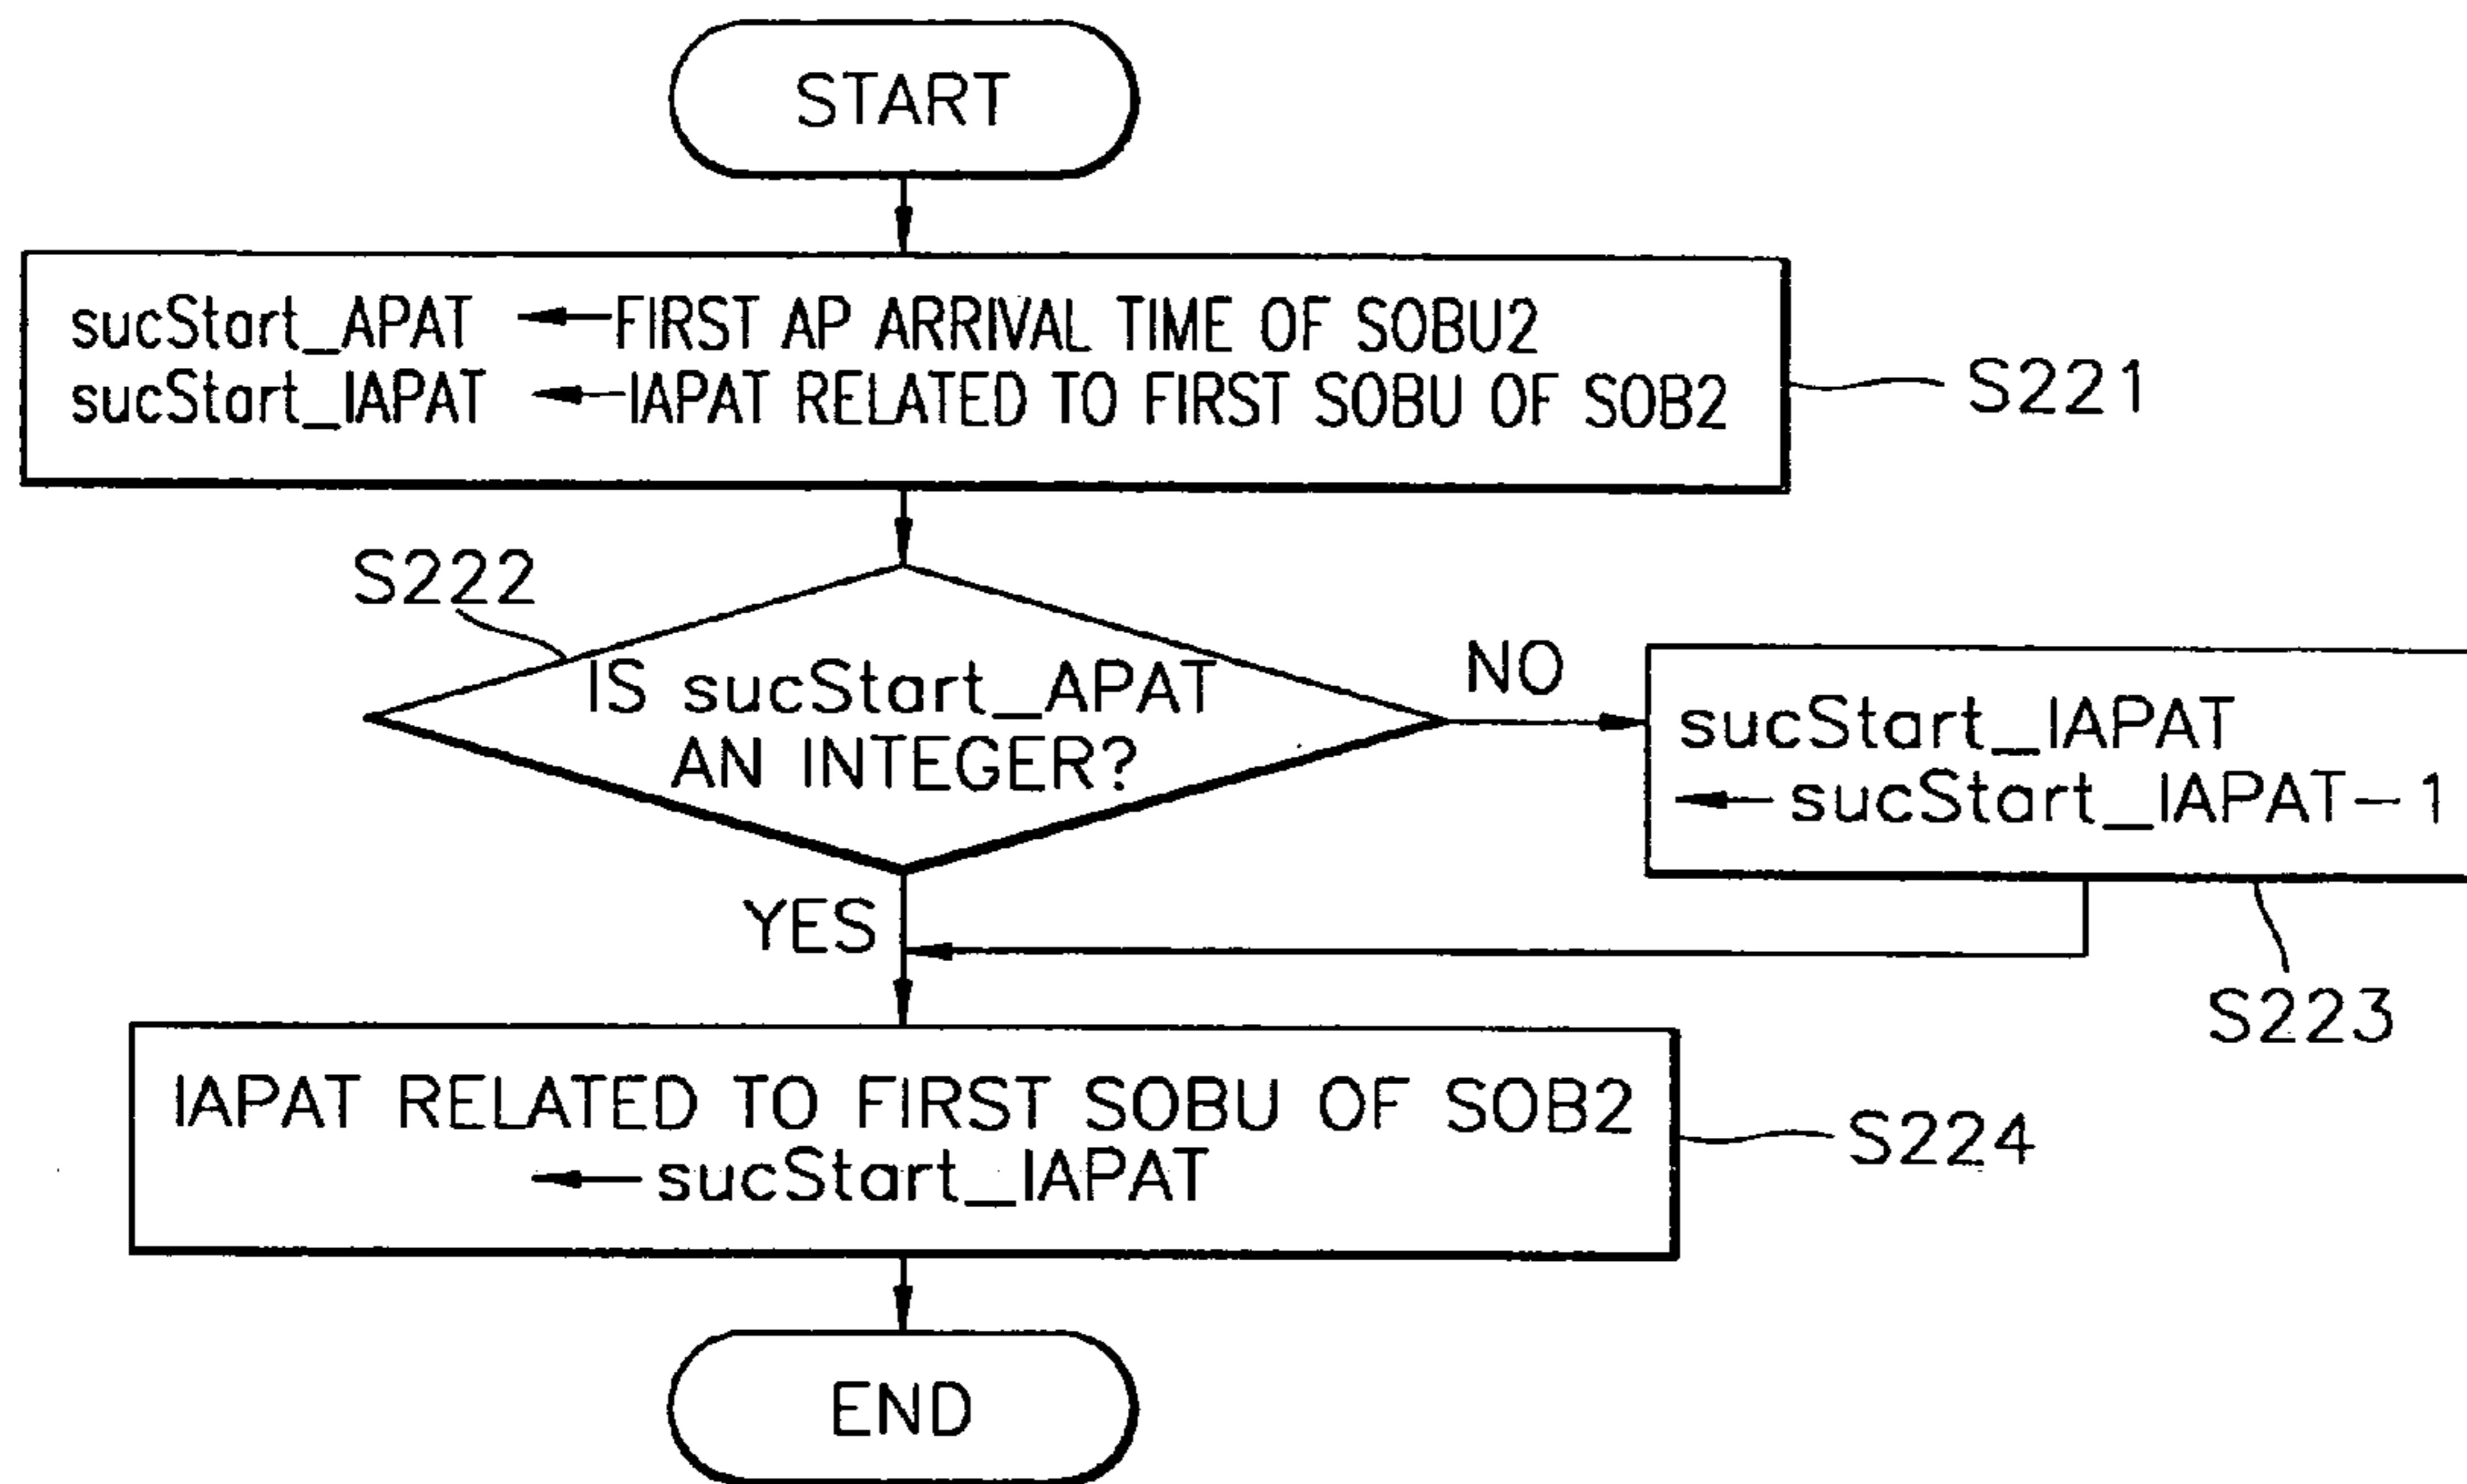 START
sucStart_APAT ← FIRST AP ARRIVAL TIME OF SOBU2
sucStart_IAPAT ← IAPAT RELATED TO FIRST SOBU OF SOB2
S221
S222
IS sucStart_APAT
AN INTEGER?
NO
sucStart_IAPAT
← sucStart_IAPAT-1
YES
S223
IAPAT RELATED TO FIRST SOBU OF SOB2
← sucStart_IAPAT
S224
END